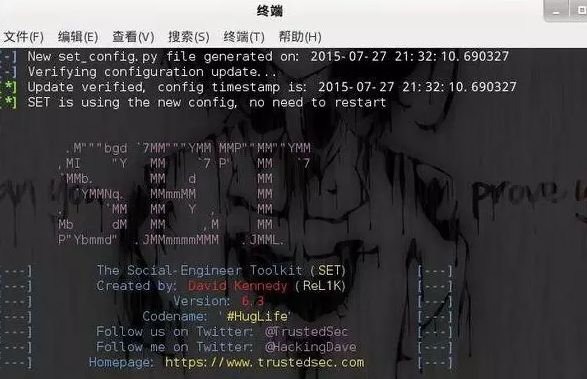 终端
文件(F) 编辑(E) 查看(V) 搜索(S) 终端(T) 帮助(H)
[-] New set_config.py file generated on: 2015-07-27 21:32:10.690327
[-] Verifying configuration update...
[*] Update verified, config timestamp is: 2015-07-27 21:32:10.690327
[*] SET is using the new config, no need to restart
.M"""bgd `7MM"""YMM MMP""MM""YMM
,MI "Y MM `7 P' MM `7
`MMb. MM d MM
`YMMNq. MMmmMM MM
. `MM MM Y , MM
Mb dM MM ,M MM
P"Ybmmd" .JMMmmmmMMM .JMML.
[---] The Social-Engineer Toolkit (SET) [---]
[---] Created by: David Kennedy (ReL1K) [---]
[---] Version: 6.3 [---]
[---] Codename: '#HugLife' [---]
[---] Follow us on Twitter: @TrustedSec [---]
[---] Follow me on Twitter: @HackingDave [---]
[---] Homepage: https://www.trustedsec.com [---]
prove